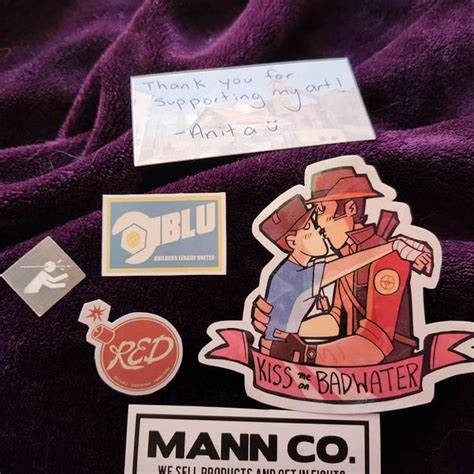 Thank you for
supporting my art!
-Anita ü
BLU
BUILDERS LEAGUE UNITED
RED
KISS me on BADWATER
MANN CO.
WE SELL PRODUCTS AND GET IN FIGHTS